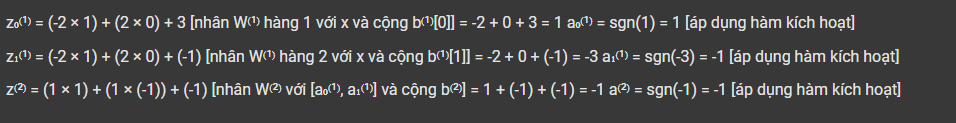 z₀⁽¹⁾ = (-2 × 1) + (2 × 0) + 3 [nhân W⁽¹⁾ hàng 1 với x và cộng b⁽¹⁾[0]] = -2 + 0 + 3 = 1 a₀⁽¹⁾ = sgn(1) = 1 [áp dụng hàm kích hoạt]
z₁⁽¹⁾ = (-2 × 1) + (2 × 0) + (-1) [nhân W⁽¹⁾ hàng 2 với x và cộng b⁽¹⁾[1]] = -2 + 0 + (-1) = -3 a₁⁽¹⁾ = sgn(-3) = -1 [áp dụng hàm kích hoạt]
z⁽²⁾ = (1 × 1) + (1 × (-1)) + (-1) [nhân W⁽²⁾ với [a₀⁽¹⁾, a₁⁽¹⁾] và cộng b⁽²⁾] = 1 + (-1) + (-1) = -1 a⁽²⁾ = sgn(-1) = -1 [áp dụng hàm kích hoạt]